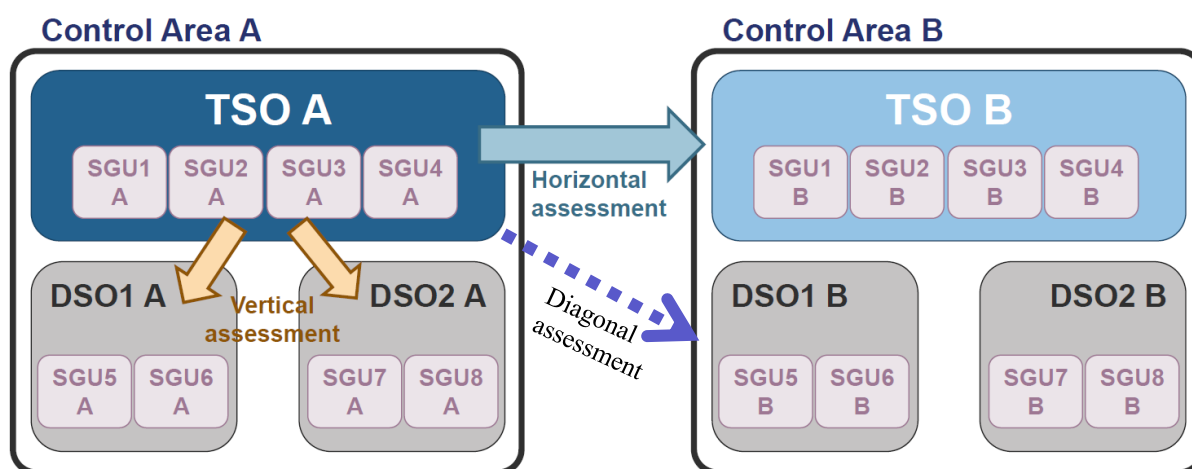 Control Area A
TSO A
SGU1
A
SGU2
A
SGU3
A
SGU4
A
Vertical
assessment
DSO1 A
SGU5
A
SGU6
A
DSO2 A
SGU7
A
SGU8
A
Horizontal
assessment
Diagonal
assessment
Control Area B
TSO B
SGU1
B
SGU2
B
SGU3
B
SGU4
B
DSO1 B
SGU5
B
SGU6
B
DSO2 B
SGU7
B
SGU8
B